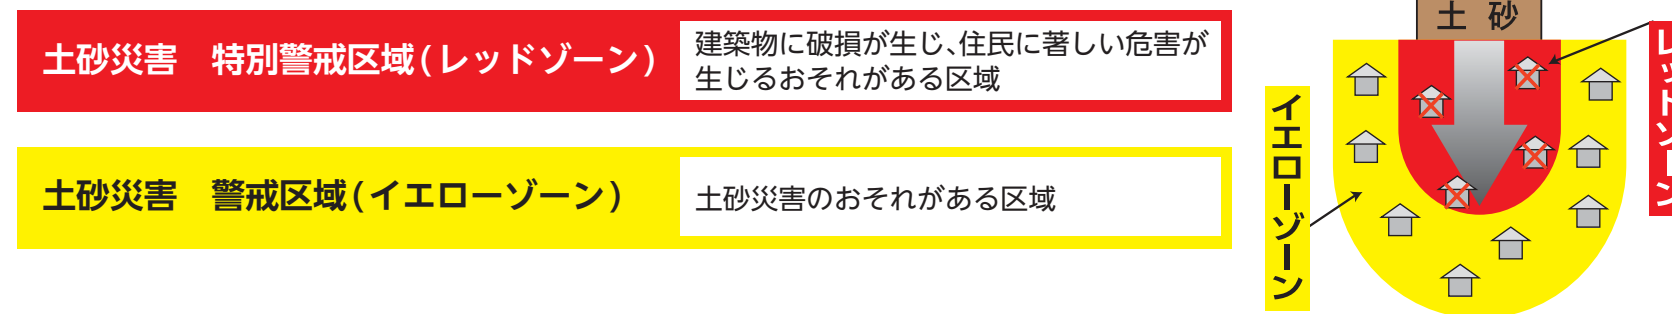 土砂災害　特別警戒区域(レッドゾーン)
建築物に破損が生じ、住民に著しい危害が
生じるおそれがある区域
土砂災害　警戒区域(イエローゾーン)
土砂災害のおそれがある区域
土 砂
イエローゾーン
レッドゾーン